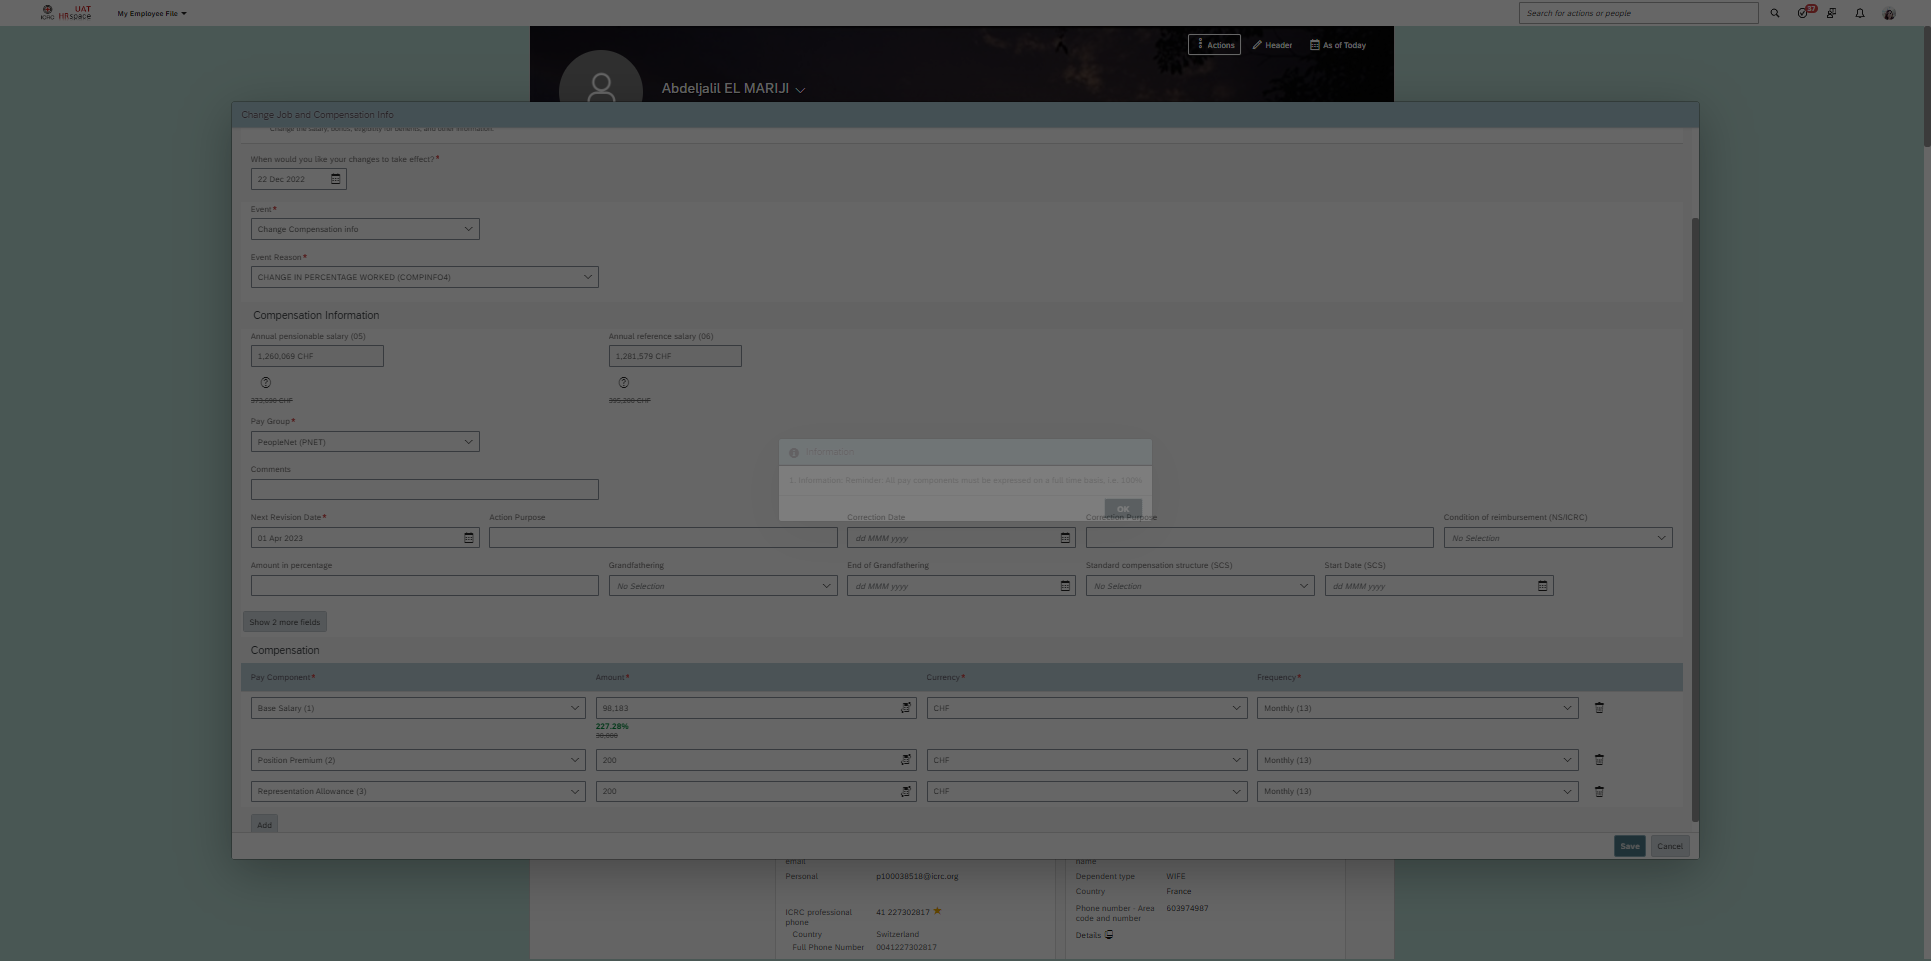 ICRC
UAT
HRspace
My Employee File
Search for actions or people
37
Actions
Header
As of Today
Abdeljalil EL MARIJI
Change Job and Compensation Info
Change the salary, bonus, eligibility for benefits, and other information.
When would you like your changes to take effect?*
22 Dec 2022
Event*
Change Compensation info
Event Reason*
CHANGE IN PERCENTAGE WORKED (COMPINFO4)
Compensation Information
Annual pensionable salary (05)
Annual reference salary (06)
1,260,069 CHF
1,281,579 CHF
Pay Group*
PeopleNet (PNET)
Information
1. Information: Reminder: All pay components must be expressed on a full time basis, i.e. 100%
OK
Comments
Next Revision Date*
Action Purpose
Correction Date
Correction Purpose
Condition of reimbursement (NS/ICRC)
01 Apr 2023
dd MMM yyyy
No Selection
Amount in percentage
Grandfathering
End of Grandfathering
Standard compensation structure (SCS)
Start Date (SCS)
No Selection
dd MMM yyyy
No Selection
dd MMM yyyy
Show 2 more fields
Compensation
Pay Component*
Amount*
Currency*
Frequency*
Base Salary (1)
98,183
CHF
Monthly (13)
227.28%
30,000
Position Premium (2)
200
CHF
Monthly (13)
Representation Allowance (3)
200
CHF
Monthly (13)
Add
Save
Cancel
email
name
Personal
p100038518@icrc.org
Dependent type
WIFE
Country
France
ICRC professional phone
41 227302817
Phone number - Area code and number
603974987
Country
Switzerland
Details
Full Phone Number
0041227302817